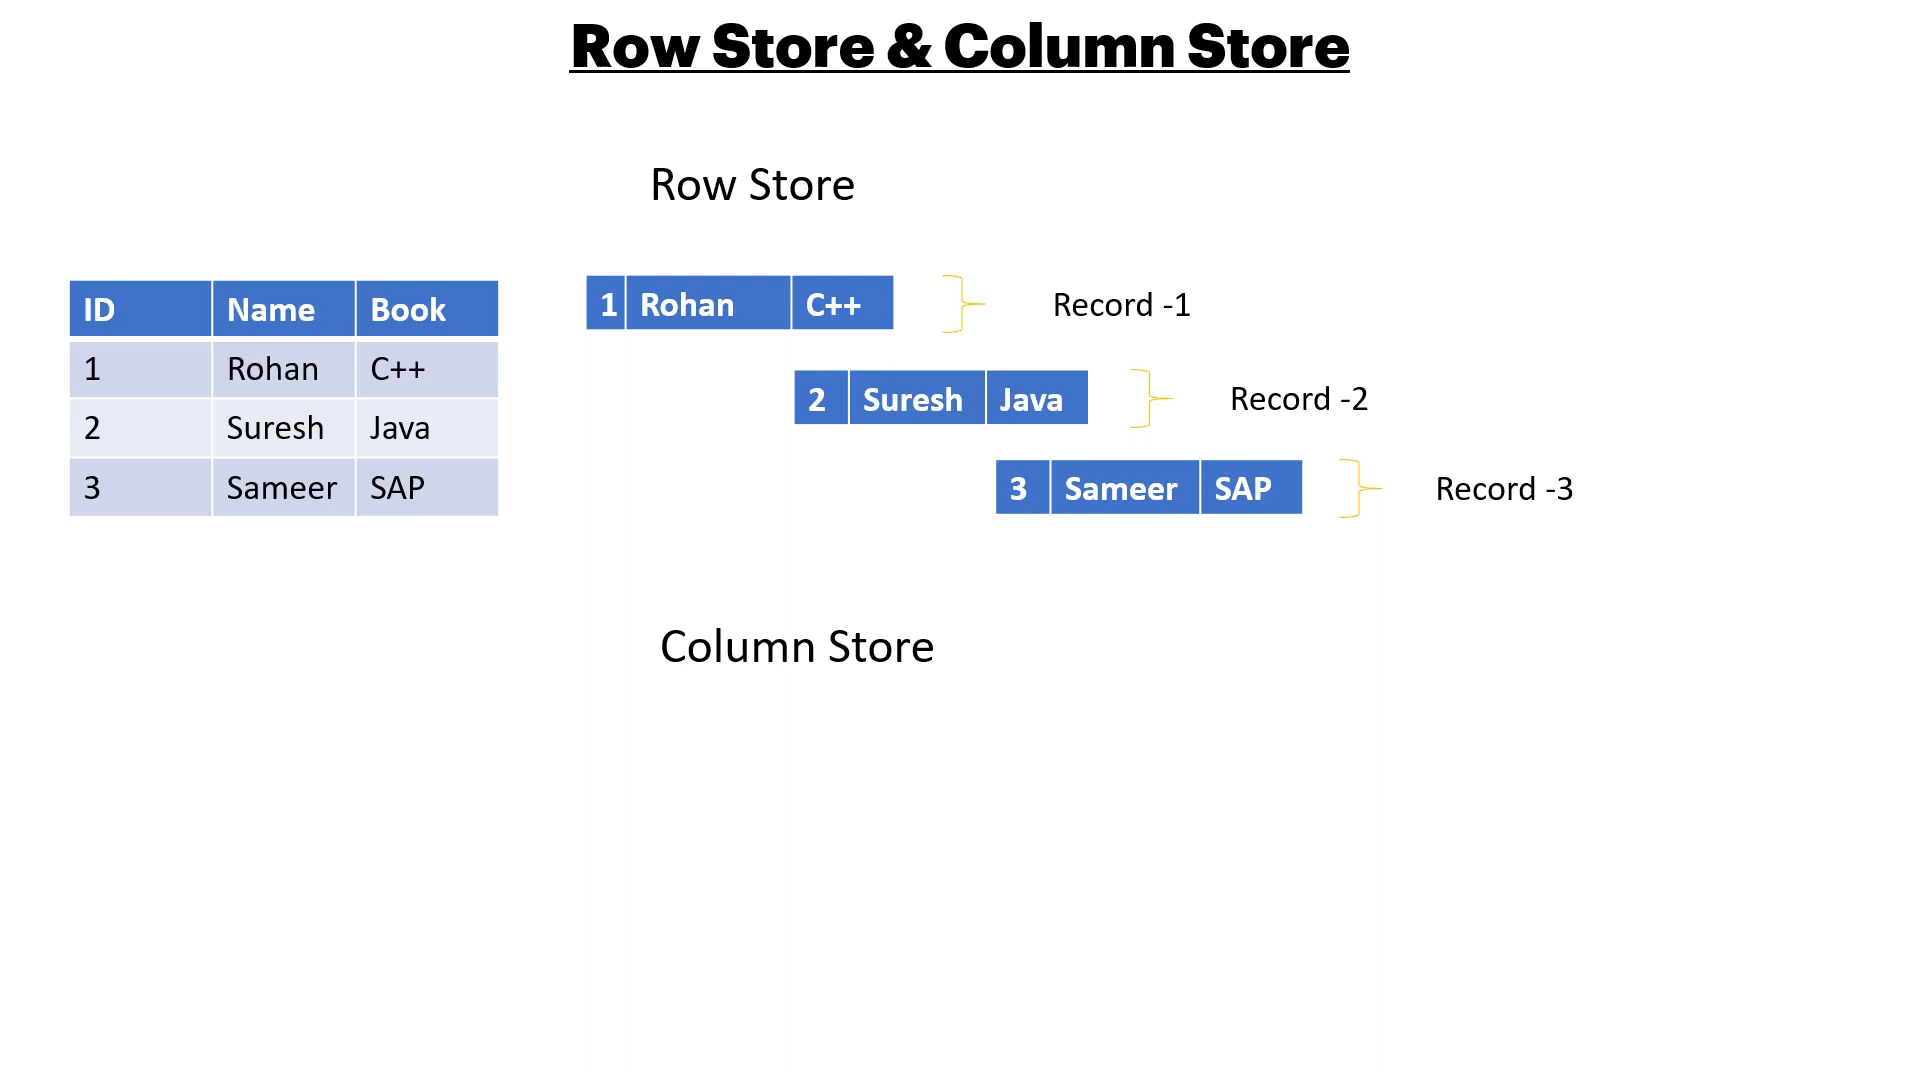 Row Store & Column Store
Row Store
ID Name Book
1 Rohan C++
2 Suresh Java
3 Sameer SAP
1 Rohan C++ Record -1
2 Suresh Java Record -2
3 Sameer SAP Record -3
Column Store